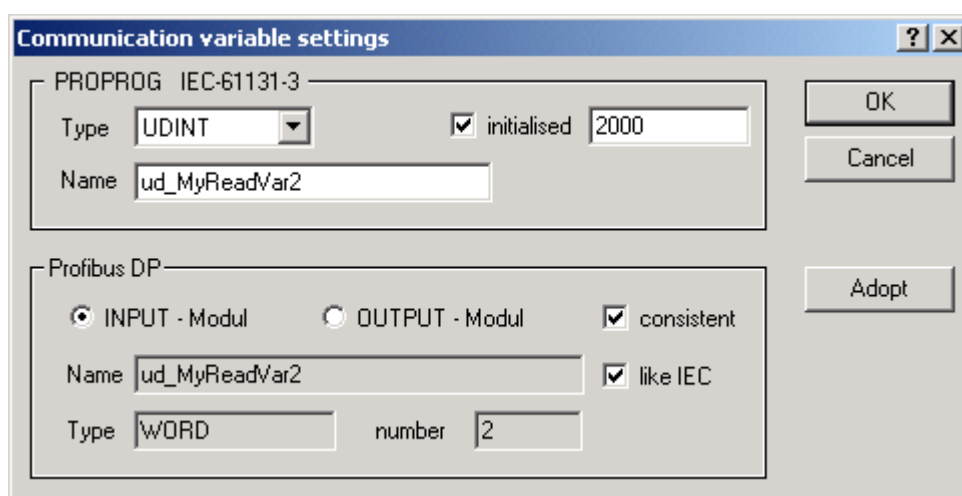 Communication variable settings
PROPROG IEC-61131-3
Type UDINT initialised 2000
Name ud_MyReadVar2
OK
Cancel
Profibus DP
INPUT - Modul OUTPUT - Modul consistent
Name ud_MyReadVar2 like IEC
Type WORD number 2
Adopt